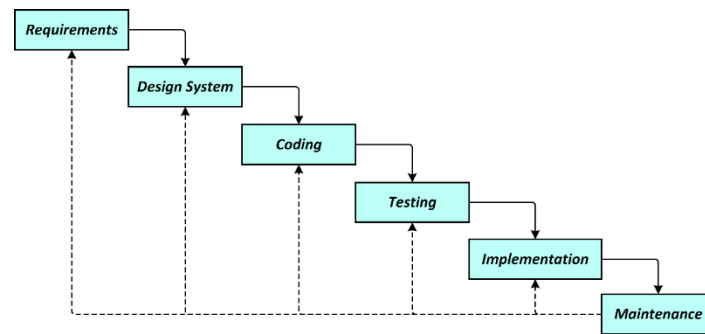 Requirements
Design System
Coding
Testing
Implementation
Maintenance